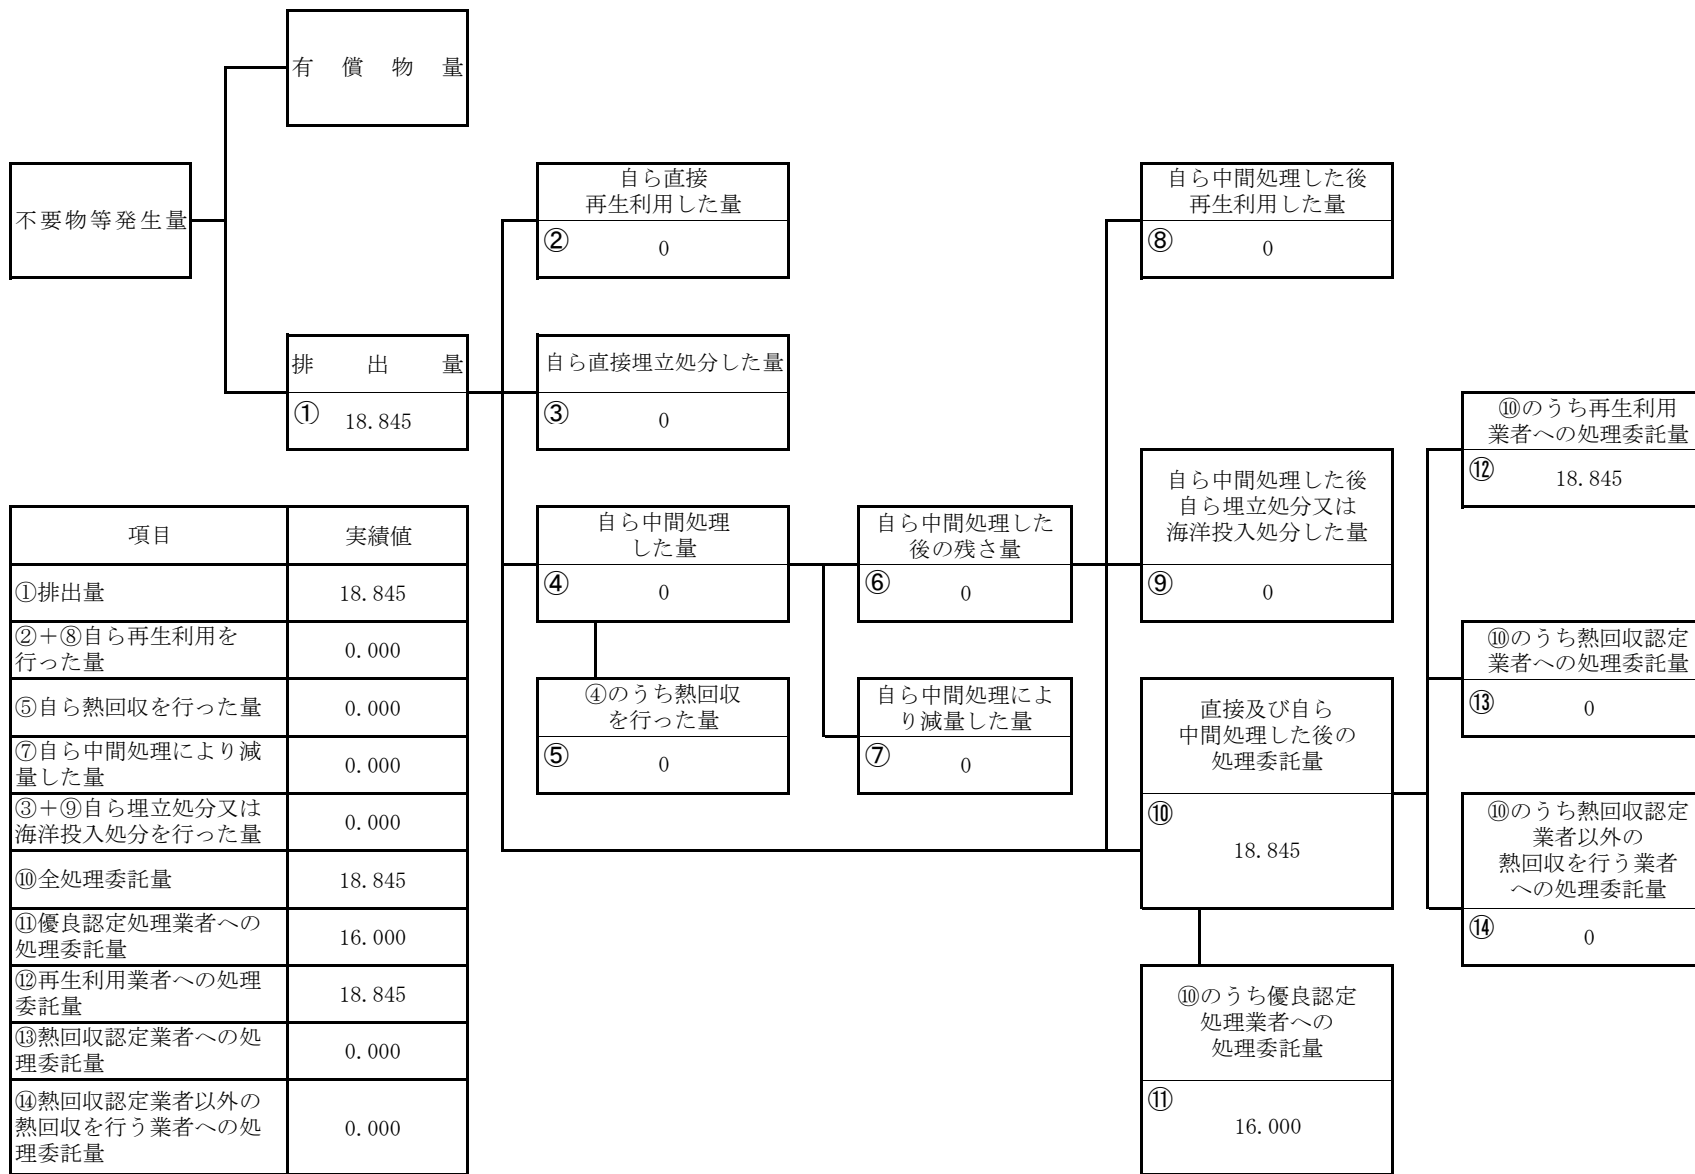 有償物量
不要物等発生量
自ら直接
再生利用した量
② 0
自ら中間処理した後
再生利用した量
⑧ 0
排出量
① 18.845
自ら直接埋立処分した量
③ 0
⑩のうち再生利用
業者への処理委託量
⑫ 18.845
自ら中間処理
した量
④ 0
自ら中間処理した
後の残さ量
⑥ 0
自ら中間処理した後
自ら埋立処分又は
海洋投入処分した量
⑨ 0
⑩のうち熱回収認定
業者への処理委託量
⑬ 0
④のうち熱回収
を行った量
⑤ 0
自ら中間処理によ
り減量した量
⑦ 0
直接及び自ら
中間処理した後の
処理委託量
⑩
18.845
⑩のうち熱回収認定
業者以外の
熱回収を行う業者
への処理委託量
⑭ 0
⑩のうち優良認定
処理業者への
処理委託量
⑪
16.000
項目 実績値
①排出量 18.845
②＋⑧自ら再生利用を
行った量 0.000
⑤自ら熱回収を行った量 0.000
⑦自ら中間処理により減
量した量 0.000
③＋⑨自ら埋立処分又は
海洋投入処分を行った量 0.000
⑩全処理委託量 18.845
⑪優良認定処理業者への
処理委託量 16.000
⑫再生利用業者への処理
委託量 18.845
⑬熱回収認定業者への処
理委託量 0.000
⑭熱回収認定業者以外の
熱回収を行う業者への処
理委託量 0.000